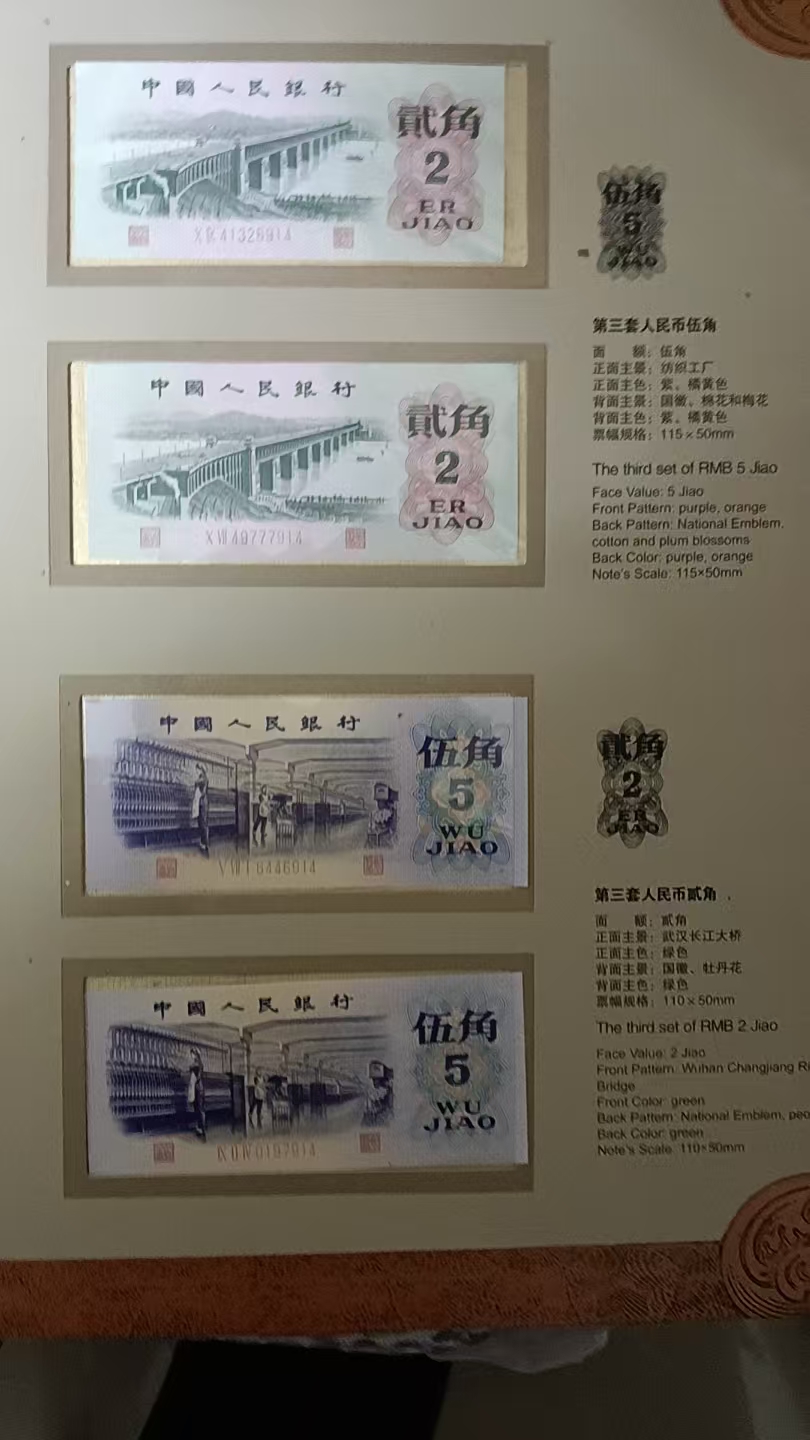 中國人民銀行
貳角
2
ER
JIAO
41326914
中國人民銀行
貳角
2
ER
JIAO
X VII 49777914
中國人民銀行
伍角
5
WU
JIAO
6446914
中國人民銀行
伍角
5
WU
JIAO
0197914
伍角
5
WU
JIAO
第三套人民币伍角
面 额：伍角
正面主景：纺织工厂
正面主色：紫、橘黄色
背面主景：国徽、棉花和梅花
背面主色：紫、橘黄色
票幅规格：115×50mm
The third set of RMB 5 Jiao
Face Value: 5 Jiao
Front Pattern: purple, orange
Back Pattern: National Emblem,
cotton and plum blossoms
Back Color: purple, orange
Note's Scale: 115×50mm
貳角
2
ER
JIAO
第三套人民币贰角
面 额：贰角
正面主景：武汉长江大桥
正面主色：绿色
背面主景：国徽、牡丹花
背面主色：绿色
票幅规格：110×50mm
The third set of RMB 2 Jiao
Face Value: 2 Jiao
Front Pattern: Wuhan Changjiang Ri
Bridge
Front Color: green
Back Pattern: National Emblem, peo
Back Color: green
Note's Scale: 110×50mm